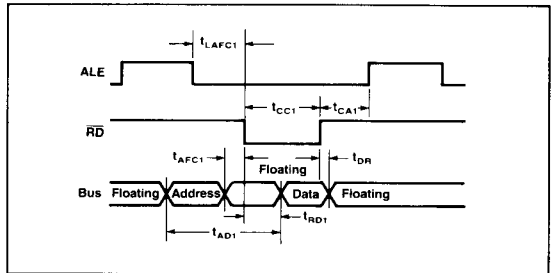 tLAFC1
ALE
tCC1 tCA1
RD
tAFC1 Floating tDR
Bus Floating Address Data Floating
tRD1
tAD1